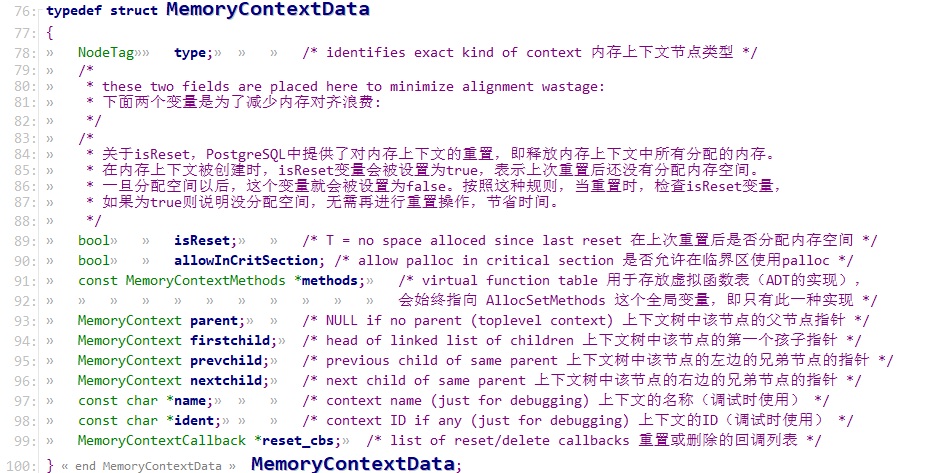 76: typedef struct MemoryContextData
77: {
78: » NodeTag»» type;» » » /* identifies exact kind of context 内存上下文节点类型 */
79: » /*
80: » * these two fields are placed here to minimize alignment wastage:
81: » * 下面两个变量是为了减少内存对齐浪费:
82: » */
83: » /*
84: » * 关于isReset，PostgreSQL中提供了对内存上下文的重置，即释放内存上下文中所有分配的内存。
85: » * 在内存上下文被创建时，isReset变量会被设置为true，表示上次重置后还没有分配内存空间。
86: » * 一旦分配空间以后，这个变量就会被设置为false。按照这种规则，当重置时，检查isReset变量，
87: » * 如果为true则说明没分配空间，无需再进行重置操作，节省时间。
88: » */
89: » bool» » isReset;» » /* T = no space alloced since last reset 在上次重置后是否分配内存空间 */
90: » bool» » allowInCritSection; /* allow palloc in critical section 是否允许在临界区使用palloc */
91: » const MemoryContextMethods *methods;» /* virtual function table 用于存放虚拟函数表（ADT的实现），
92: » » » » » » » » » » » 会始终指向 AllocSetMethods 这个全局变量，即只有此一种实现 */
93: » MemoryContext parent;» » /* NULL if no parent (toplevel context) 上下文树中该节点的父节点指针 */
94: » MemoryContext firstchild;» /* head of linked list of children 上下文树中该节点的第一个孩子指针 */
95: » MemoryContext prevchild;» /* previous child of same parent 上下文树中该节点的左边的兄弟节点的指针 */
96: » MemoryContext nextchild;» /* next child of same parent 上下文树中该节点的右边的兄弟节点的指针 */
97: » const char *name;» » /* context name (just for debugging) 上下文的名称（调试时使用） */
98: » const char *ident;» » /* context ID if any (just for debugging) 上下文的ID（调试时使用） */
99: » MemoryContextCallback *reset_cbs;» /* list of reset/delete callbacks 重置或删除的回调列表 */
100: } « end MemoryContextData » MemoryContextData;